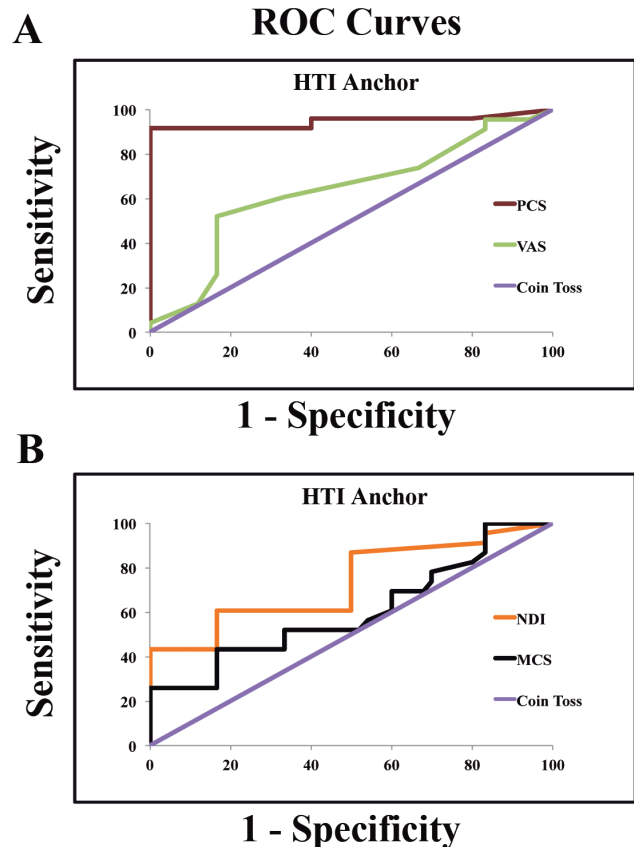 A
ROC Curves
HTI Anchor
Sensitivity
100
80
60
40
20
0
PCS
VAS
Coin Toss
0 20 40 60 80 100
1 - Specificity
B
HTI Anchor
Sensitivity
100
80
60
40
20
0
NDI
MCS
Coin Toss
0 20 40 60 80 100
1 - Specificity